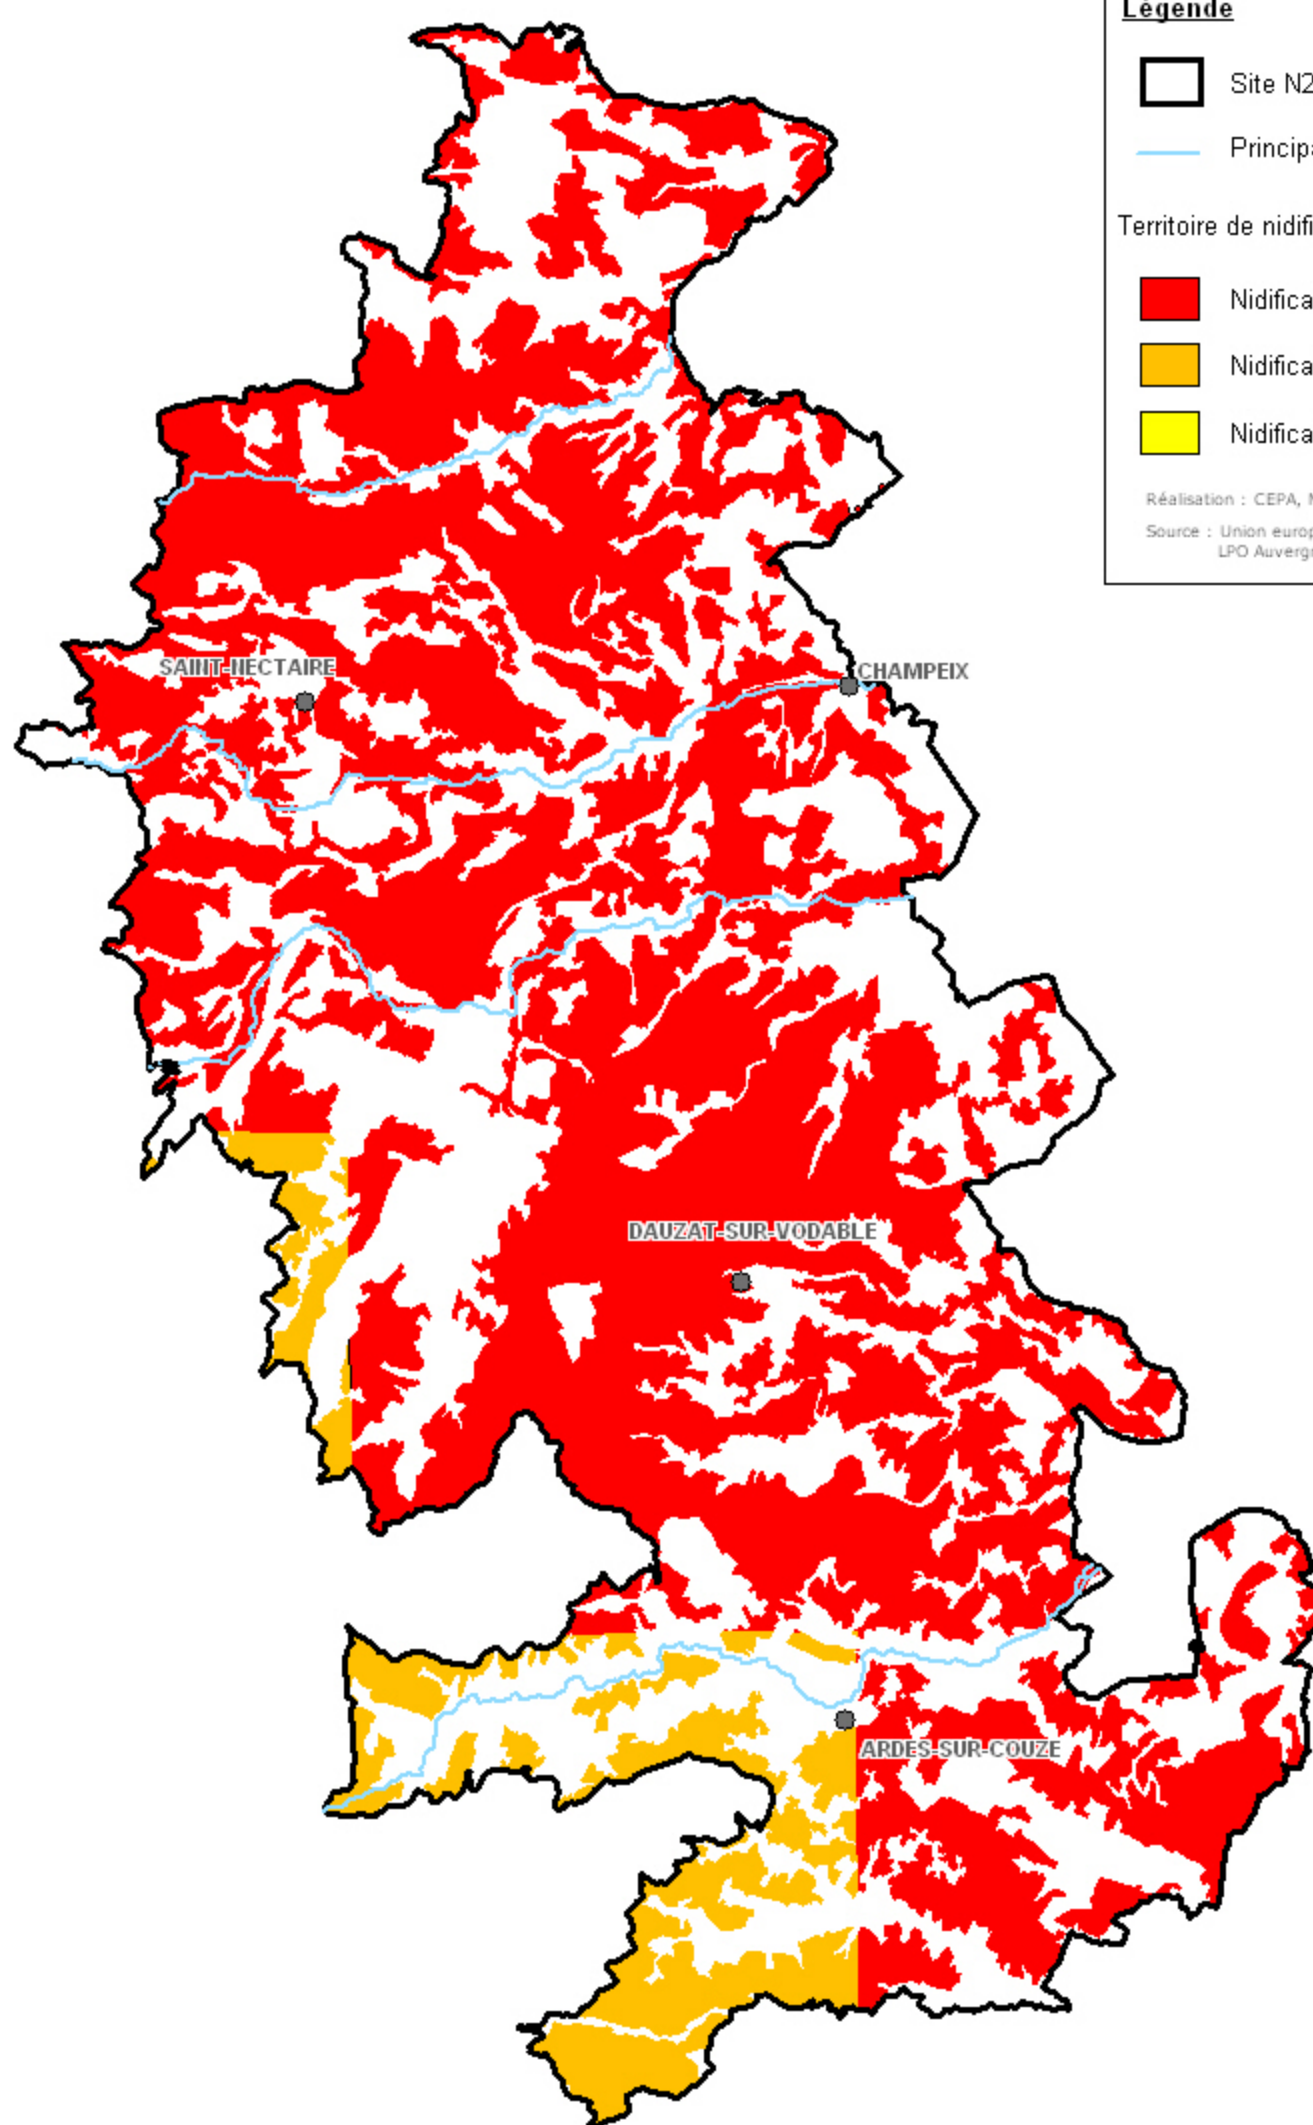 Légende
Site N2
Principa
Territoire de nidifi
Nidifica
Nidifica
Nidifica
Réalisation : CEPA, N
Source : Union europ
LPO Auvergn
SAINT-NECTAIRE
CHAMPEIX
DAUZAT-SUR-VODABLE
ARDES-SUR-COUZE